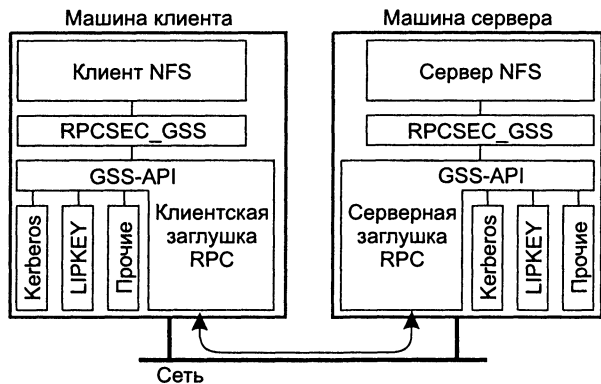 Машина клиента
Клиент NFS
RPCSEC_GSS
GSS-API
Kerberos
LIPKEY
Прочие
Клиентская
заглушка
RPC
Машина сервера
Сервер NFS
RPCSEC_GSS
GSS-API
Серверная
заглушка
RPC
Kerberos
LIPKEY
Прочие
Сеть